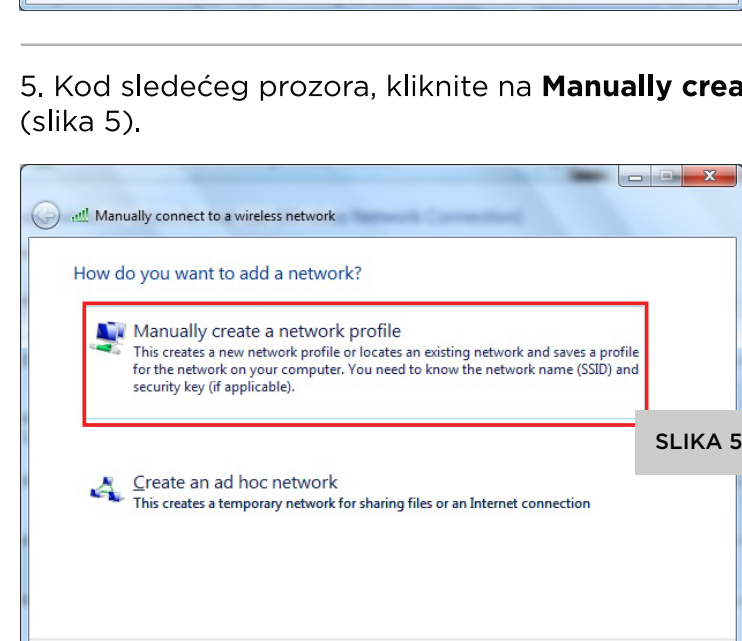 5. Kod sledećeg prozora, kliknite na Manually crea
(slika 5).
Manually connect to a wireless network
How do you want to add a network?
Manually create a network profile
This creates a new network profile or locates an existing network and saves a profile
for the network on your computer. You need to know the network name (SSID) and
security key (if applicable).
SLIKA 5
Create an ad hoc network
This creates a temporary network for sharing files or an Internet connection